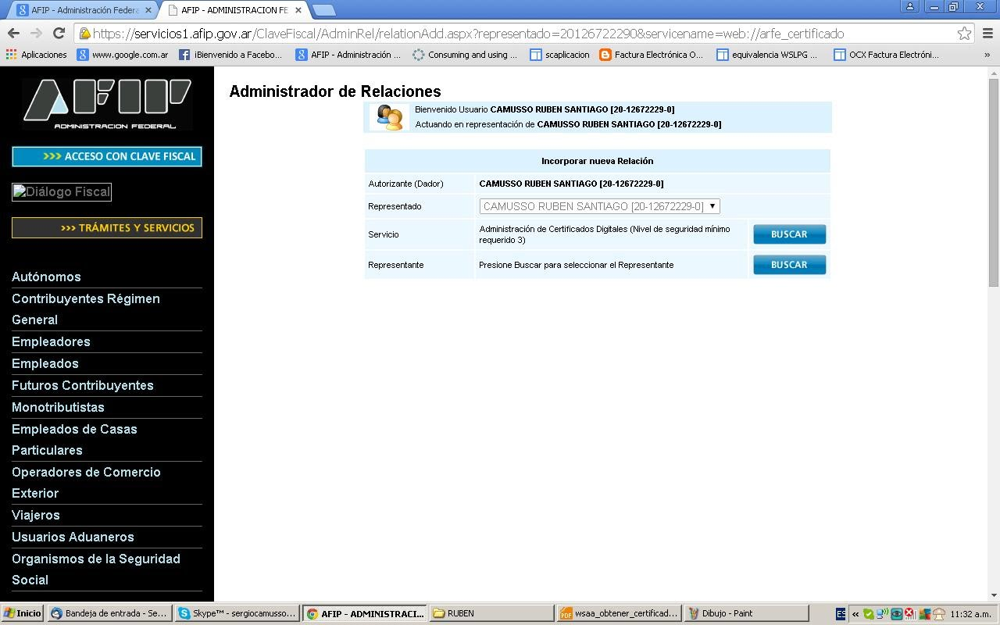 AFIP - Administración Federa
AFIP - ADMINISTRACION FE
https://servicios1.afip.gov.ar/ClaveFiscal/AdminRel/relationAdd.aspx?representado=20126722290&servicename=web://arfe_certificado
Aplicaciones www.google.com.ar ¡Bienvenido a Facebo... AFIP - Administración ... Consuming and using ... scaplicacion Factura Electrónica O... equivalencia WSLPG ... OCX Factura Electróni... »
AFIP
ADMINISTRACION FEDERAL
>>> ACCESO CON CLAVE FISCAL
Diálogo Fiscal
>>> TRÁMITES Y SERVICIOS
Autónomos
Contribuyentes Régimen
General
Empleadores
Empleados
Futuros Contribuyentes
Monotributistas
Empleados de Casas
Particulares
Operadores de Comercio
Exterior
Viajeros
Usuarios Aduaneros
Organismos de la Seguridad
Social
Administrador de Relaciones
Bienvenido Usuario CAMUSSO RUBEN SANTIAGO [20-12672229-0]
Actuando en representación de CAMUSSO RUBEN SANTIAGO [20-12672229-0]
Incorporar nueva Relación
Autorizante (Dador) CAMUSSO RUBEN SANTIAGO [20-12672229-0]
Representado CAMUSSO RUBEN SANTIAGO [20-12672229-0]
Servicio Administración de Certificados Digitales (Nivel de seguridad mínimo
requerido 3) BUSCAR
Representante Presione Buscar para seleccionar el Representante BUSCAR
Inicio Bandeja de entrada - Se... Skype™ - sergiocamusso... AFIP - ADMINISTRACI... RUBEN wsaa_obtener_certificad... Dibujo - Paint ES « 11:32 a.m.